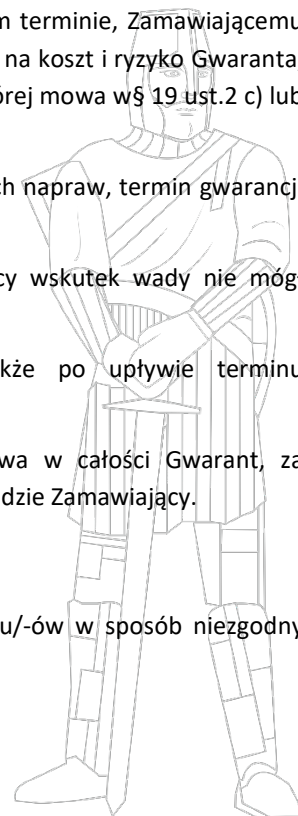 m terminie, Zamawiającemu
na koszt i ryzyko Gwaranta
órej mowa w§ 19 ust.2 c) lub
ch napraw, termin gwarancj
cy wskutek wady nie móg
kże po upływie terminu
wa w całości Gwarant, za
dzie Zamawiający.
u/-ów w sposób niezgodny